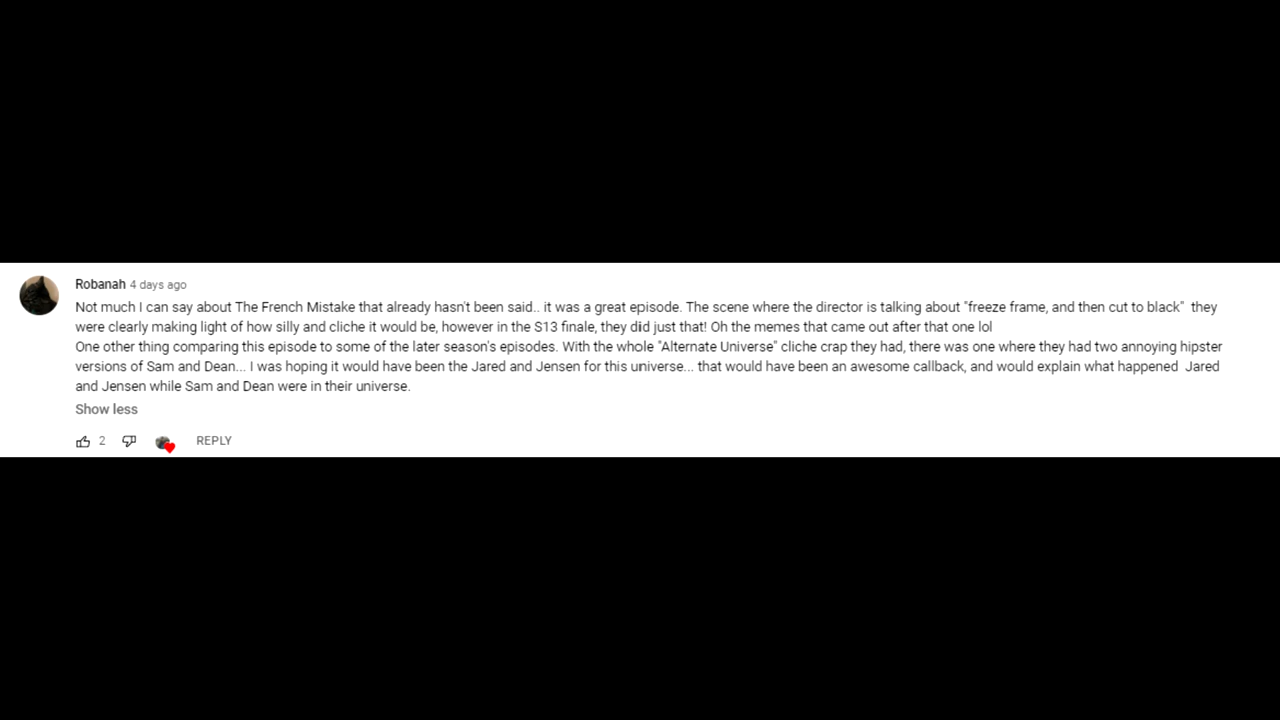 Robanah 4 days ago
Not much I can say about The French Mistake that already hasn't been said.. it was a great episode. The scene where the director is talking about "freeze frame, and then cut to black"  they
were clearly making light of how silly and cliche it would be, however in the S13 finale, they did just that! Oh the memes that came out after that one lol
One other thing comparing this episode to some of the later season's episodes. With the whole "Alternate Universe" cliche crap they had, there was one where they had two annoying hipster
versions of Sam and Dean... I was hoping it would have been the Jared and Jensen for this universe... that would have been an awesome callback, and would explain what happened  Jared
and Jensen while Sam and Dean were in their universe.
Show less
2 REPLY